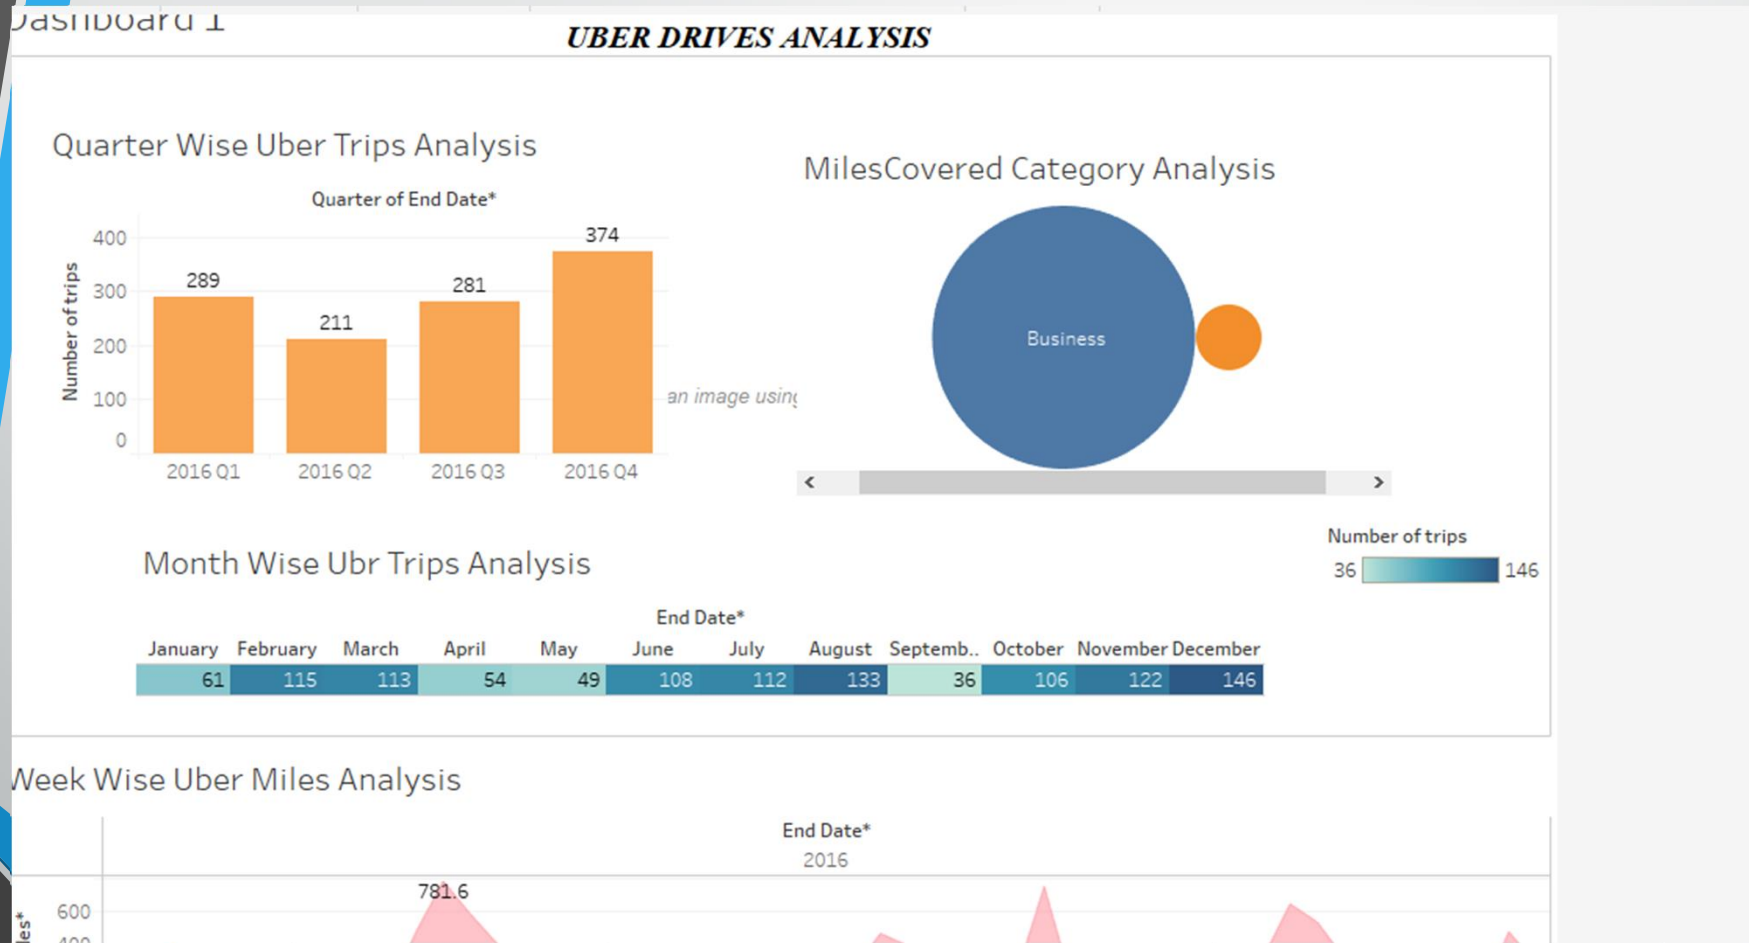 Dashboard 1
UBER DRIVES ANALYSIS
Quarter Wise Uber Trips Analysis
Quarter of End Date*
Number of trips
400
300
200
100
0
289
211
281
374
2016 Q1
2016 Q2
2016 Q3
2016 Q4
an image using
MilesCovered Category Analysis
Business
Number of trips
36
146
Month Wise Ubr Trips Analysis
End Date*
January February March April May June July August Septemb.. October November December
61 115 113 54 49 108 112 133 36 106 122 146
Week Wise Uber Miles Analysis
End Date*
2016
781.6
600
400